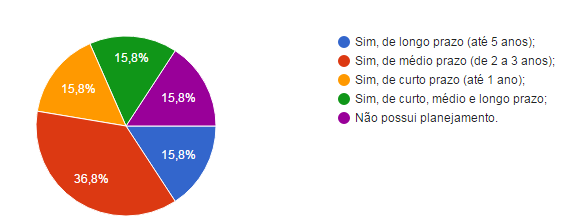 15,8%
15,8%
15,8%
15,8%
36,8%
Sim, de longo prazo (até 5 anos);
Sim, de médio prazo (de 2 a 3 anos);
Sim, de curto prazo (até 1 ano);
Sim, de curto, médio e longo prazo;
Não possui planejamento.